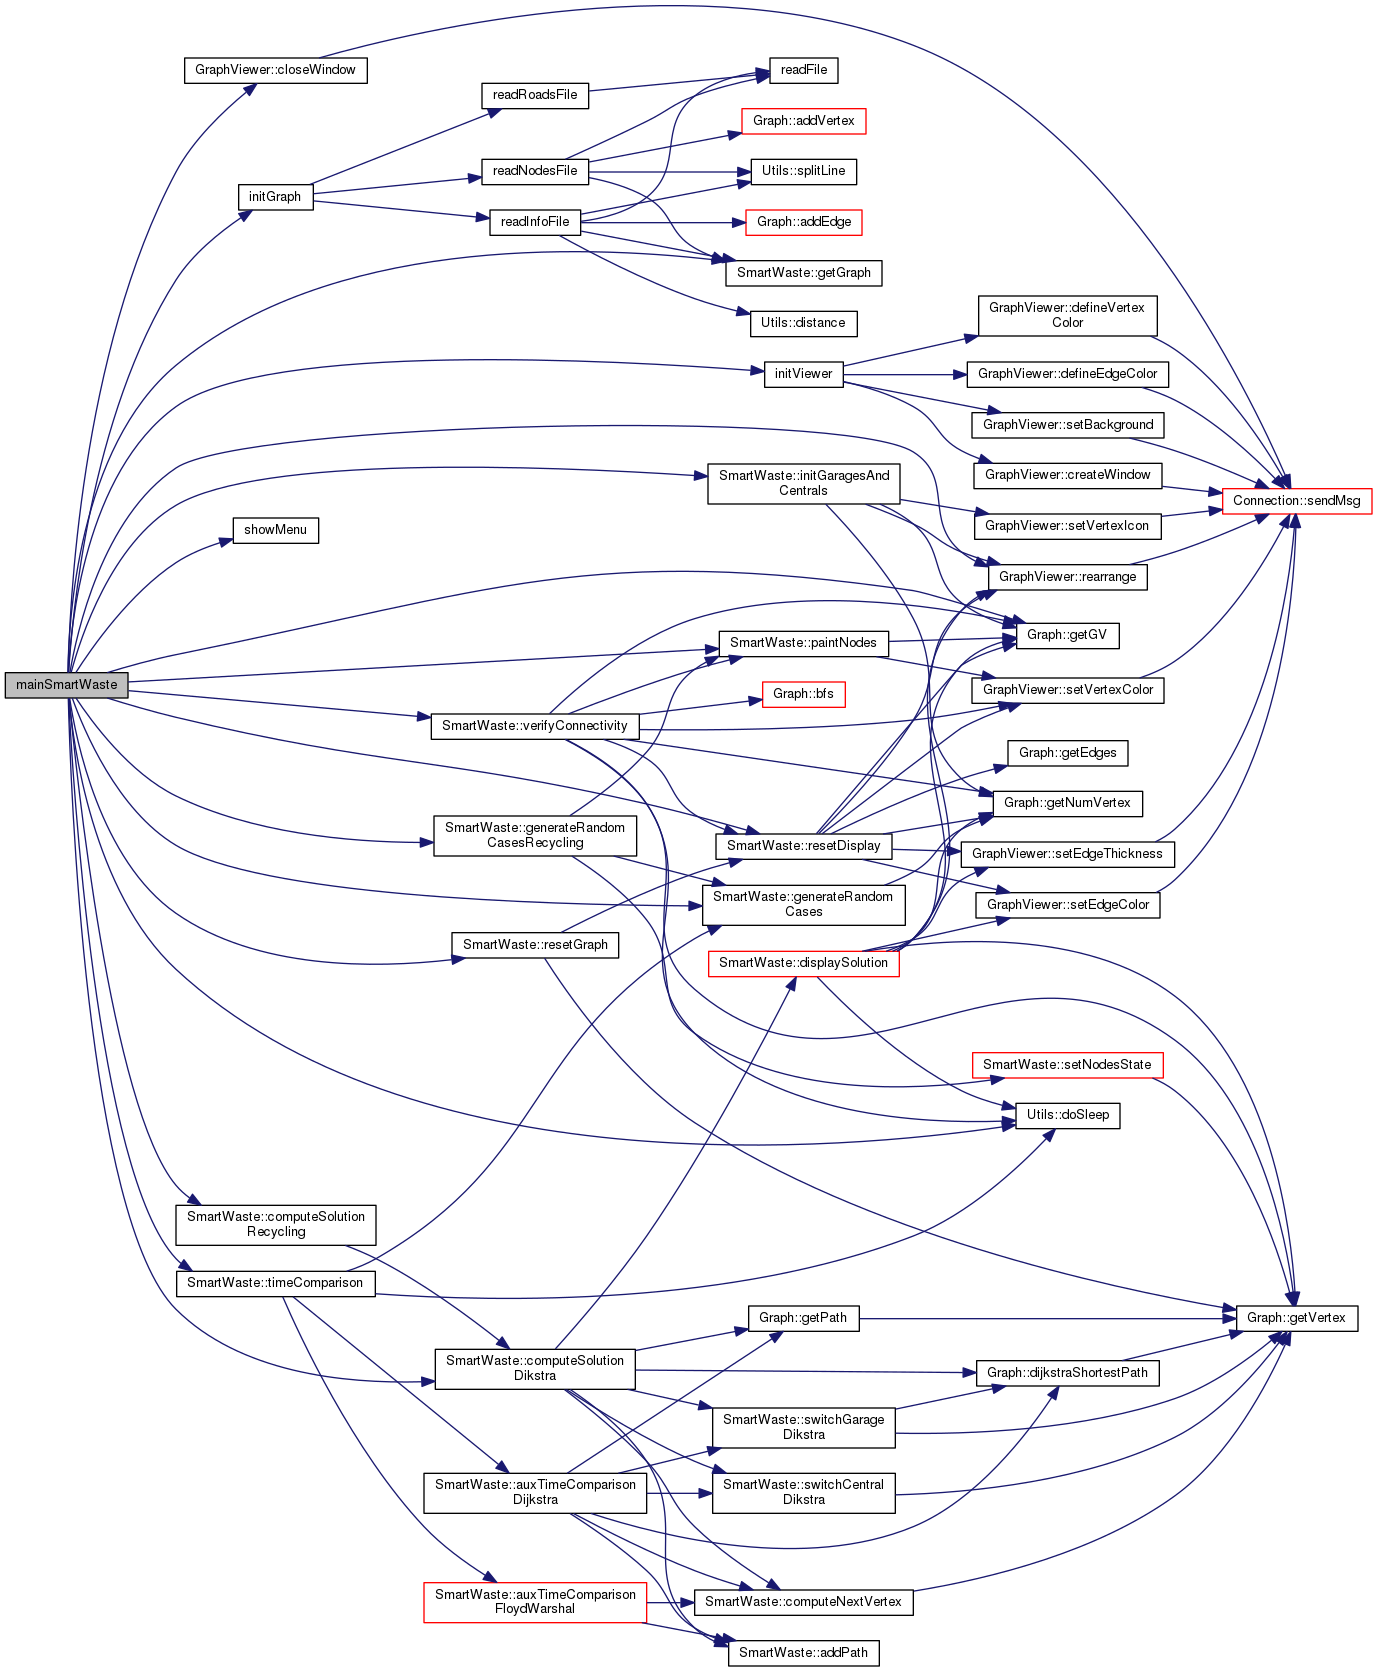 GraphViewer::closeWindow
readFile
readRoadsFile
Graph::addVertex
readNodesFile
Utils::splitLine
initGraph
readInfoFile
Graph::addEdge
SmartWaste::getGraph
Utils::distance
GraphViewer::defineVertex
Color
initViewer
GraphViewer::defineEdgeColor
GraphViewer::setBackground
GraphViewer::createWindow
SmartWaste::initGaragesAnd
Centrals
Connection::sendMsg
showMenu
GraphViewer::setVertexIcon
GraphViewer::rearrange
Graph::getGV
SmartWaste::paintNodes
mainSmartWaste
GraphViewer::setVertexColor
Graph::bfs
SmartWaste::verifyConnectivity
Graph::getEdges
Graph::getNumVertex
SmartWaste::generateRandom
CasesRecycling
SmartWaste::resetDisplay
GraphViewer::setEdgeThickness
SmartWaste::generateRandom
Cases
GraphViewer::setEdgeColor
SmartWaste::resetGraph
SmartWaste::displaySolution
SmartWaste::setNodesState
Utils::doSleep
SmartWaste::computeSolution
Recycling
SmartWaste::timeComparison
Graph::getPath
Graph::getVertex
SmartWaste::computeSolution
Dikstra
Graph::dijkstraShortestPath
SmartWaste::switchGarage
Dikstra
SmartWaste::auxTimeComparison
Dijkstra
SmartWaste::switchCentral
Dikstra
SmartWaste::auxTimeComparison
FloydWarshal
SmartWaste::computeNextVertex
SmartWaste::addPath